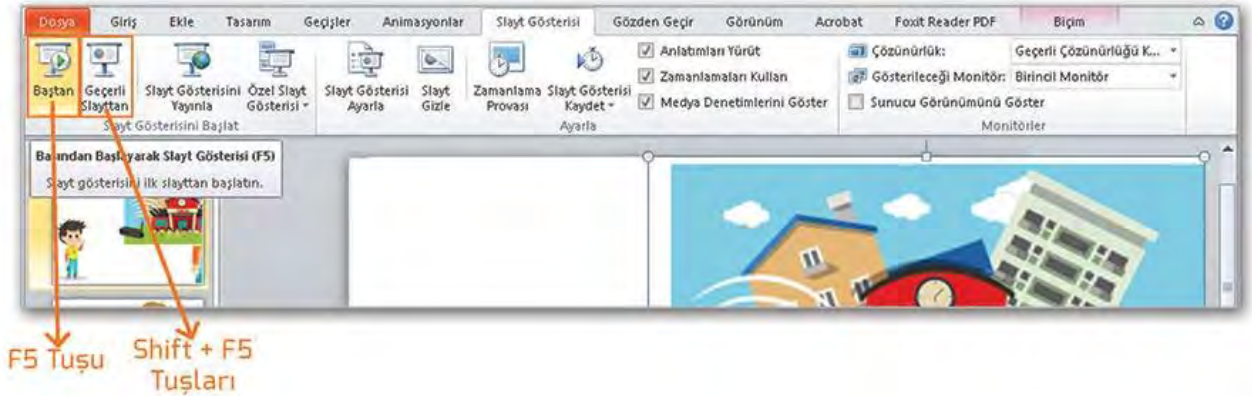 Dosya Giriş Ekle Tasarım Geçişler Animasyonlar Slayt Gösterisi Gözden Geçir Görünüm Acrobat Foxit Reader PDF Biçim
Baştan
Geçerli
Slayttan
Slayt Gösterisini
Yayınla
Özel Slayt
Gösterisi
Slayt Gösterisi
Ayarla
Slayt
Gizle
Zamanlama
Provası
Slayt Gösterisi
Kaydet
Anlatımları Yürüt
Zamanlamaları Kullan
Medya Denetimlerini Göster
Çözünürlük: Geçerli Çözünürlüğü K...
Gösterileceği Monitör: Birincil Monitör
Sunucu Görünümünü Göster
Slayt Gösterisini Başlat
Ayarla
Monitörler
Başından Başlayarak Slayt Gösterisi (F5)
Slayt gösterisini ilk slayttan başlatın.
F5 Tuşu
Shift + F5
Tuşları